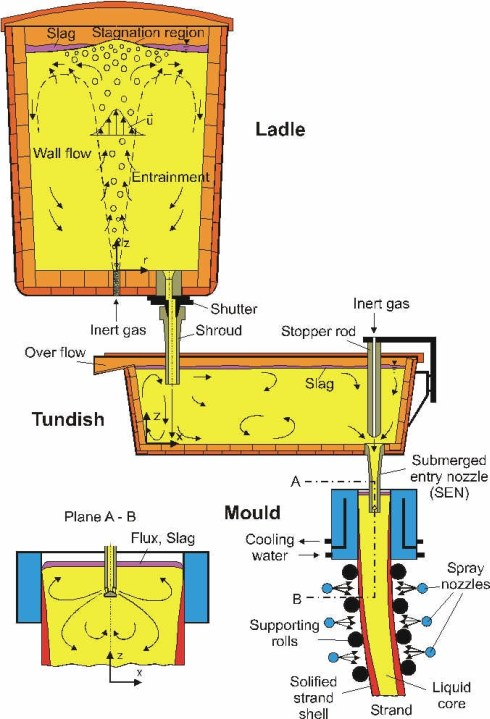 Slag
Slagnation region
u
Ladle
Wall flow
Entrainment
z
r
Inert gas
Shutter
Shroud
Inert gas
Stopper rod
Over flow
Slag
Tundish
z
x
Submerged
entry nozzle
(SEN)
A
Mould
Plane A - B
Flux, Slag
Cooling
water
Spray
nozzles
B
Supporting
rolls
z
x
Solified
strand
shell
Liquid
core
Strand